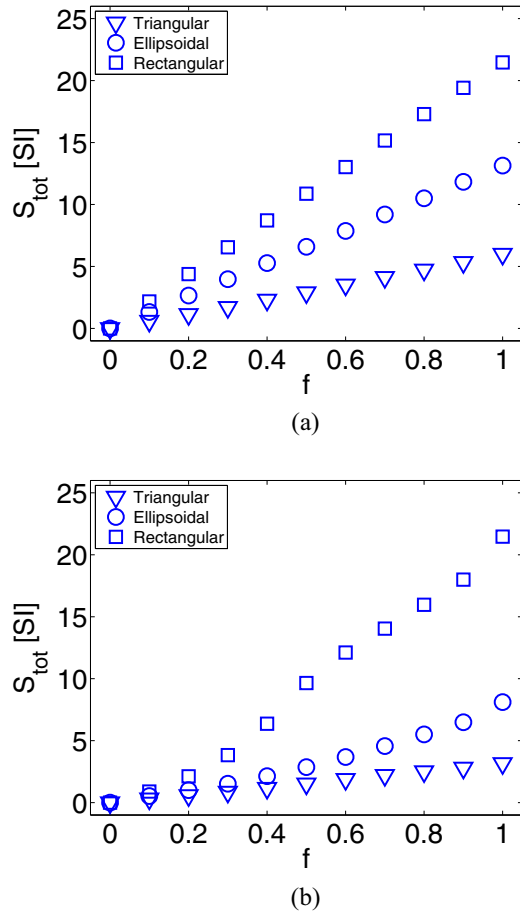 25
20
15
10
5
0
S_tot [SI]
Triangular
Ellipsoidal
Rectangular
0 0.2 0.4 0.6 0.8 1
f
(a)
25
20
15
10
5
0
S_tot [SI]
Triangular
Ellipsoidal
Rectangular
0 0.2 0.4 0.6 0.8 1
f
(b)